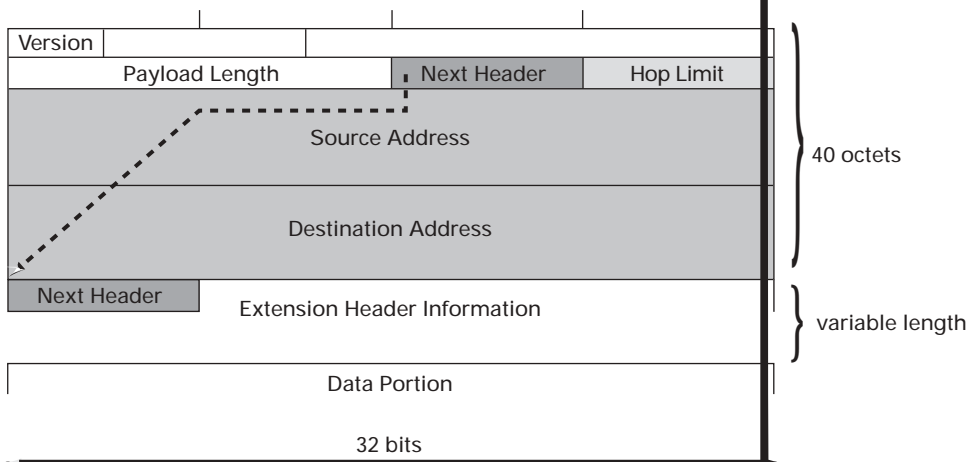 Version
Payload Length Next Header Hop Limit
Source Address
40 octets
Destination Address
Next Header
Extension Header Information
variable length
Data Portion
32 bits